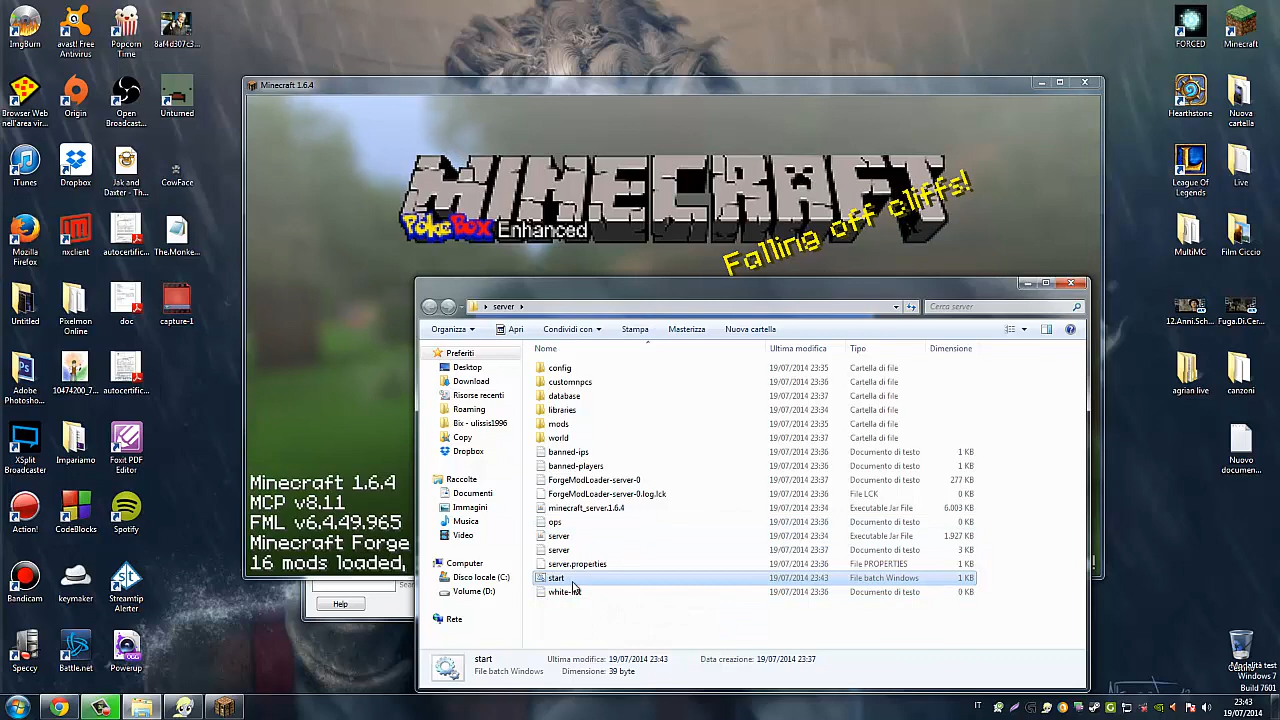 ImgBurn
avast! Free
Antivirus
Popcorn
Time
8af4d307c3...
FORCED
Minecraft
Browser Web
nell'area vir...
Origin
Open
Broadcast...
Unturned
Hearthstone
Nuova
cartella
iTunes
Dropbox
Jak and
Daxter - Th...
CowFace
League Of
Legends
Live
Mozilla
Firefox
nxclient
autocertific...
The.Monke...
MultiMC
Film Ciccio
Untitled
Pixelmon
Online
doc
capture-1
12.Anni.Sch...
Fuga.Di.Cer...
Adobe
Photosho...
10474200_7...
autocertific...
agrian live
canzoni
XSplit
Broadcaster
Impariamo
Foxit PDF
Editor
Nuovo
documen...
Action!
CodeBlocks
Spotify
Bandicam
keymaker
Streamtip
Editor
Speccy
Battle.net
Powerup
Minecraft 1.6.4
MINECRAFT
PokeBox Enhanced
Falling off cliffs!
Minecraft 1.6.4
MCP v8.11
FML v6.4.49.965
Minecraft Forge
16 mods loaded,
Help
server
Cerca server
Organizza
Apri
Condividi con
Stampa
Masterizza
Nuova cartella
Preferiti
Desktop
Download
Risorse recenti
Roaming
Bix - ulissis1996
Copy
Dropbox
Raccolte
Documenti
Immagini
Musica
Video
Computer
Disco locale (C:)
Volume (D:)
Rete
Nome Ultima modifica Tipo Dimensione
config 19/07/2014 23:35 Cartella di file
customnpcs 19/07/2014 23:36 Cartella di file
database 19/07/2014 23:37 Cartella di file
libraries 19/07/2014 23:34 Cartella di file
mods 19/07/2014 23:35 Cartella di file
world 19/07/2014 23:37 Cartella di file
banned-ips 19/07/2014 23:36 Documento di testo 1 KB
banned-players 19/07/2014 23:36 Documento di testo 1 KB
ForgeModLoader-server-0 19/07/2014 23:37 Documento di testo 277 KB
ForgeModLoader-server-0.log.lck 19/07/2014 23:36 File LCK 0 KB
minecraft_server.1.6.4 19/07/2014 23:34 Executable Jar File 6.003 KB
ops 19/07/2014 23:36 Documento di testo 0 KB
server 19/07/2014 23:34 Executable Jar File 1.927 KB
server 19/07/2014 23:37 Documento di testo 3 KB
server.properties 19/07/2014 23:36 File PROPERTIES 1 KB
start 19/07/2014 23:43 File batch Windows 1 KB
white-list 19/07/2014 23:36 Documento di testo 0 KB
start Ultima modifica: 19/07/2014 23:43 Data creazione: 19/07/2014 23:37
File batch Windows Dimensione: 39 byte
Modalità test
Windows 7
Build 7601
IT
23:43
19/07/2014